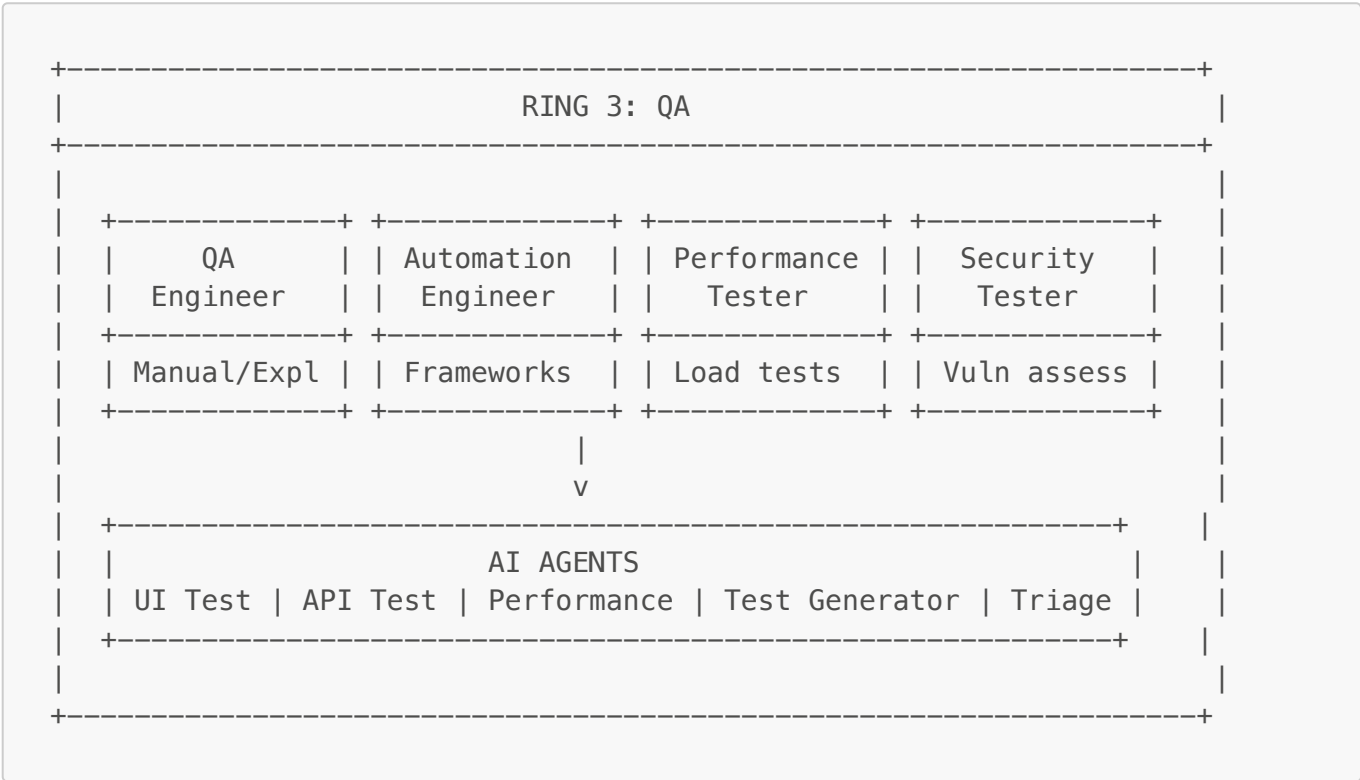 +-------------------------------------------------------------------+
|                           RING 3: QA                               |
+-------------------------------------------------------------------+
|                                                                    |
|  +-------------+ +-------------+ +-------------+ +-------------+   |
|  |     QA      | | Automation  | | Performance | |  Security   |   |
|  |  Engineer   | |  Engineer   | |   Tester    | |   Tester    |   |
|  +-------------+ +-------------+ +-------------+ +-------------+   |
|  | Manual/Expl | | Frameworks  | | Load tests  | | Vuln assess |   |
|  +-------------+ +-------------+ +-------------+ +-------------+   |
|                              |                                     |
|                              v                                     |
|  +-----------------------------------------------------------+    |
|  |                      AI AGENTS                             |    |
|  | UI Test | API Test | Performance | Test Generator | Triage |    |
|  +-----------------------------------------------------------+    |
|                                                                    |
+-------------------------------------------------------------------+